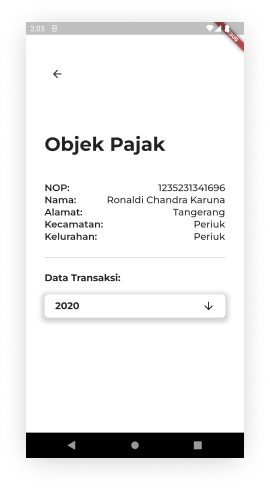 2:03
Objek Pajak
NOP: 1235231341696
Nama: Ronaldi Chandra Karuna
Alamat: Tangerang
Kecamatan: Periuk
Kelurahan: Periuk
Data Transaksi:
2020